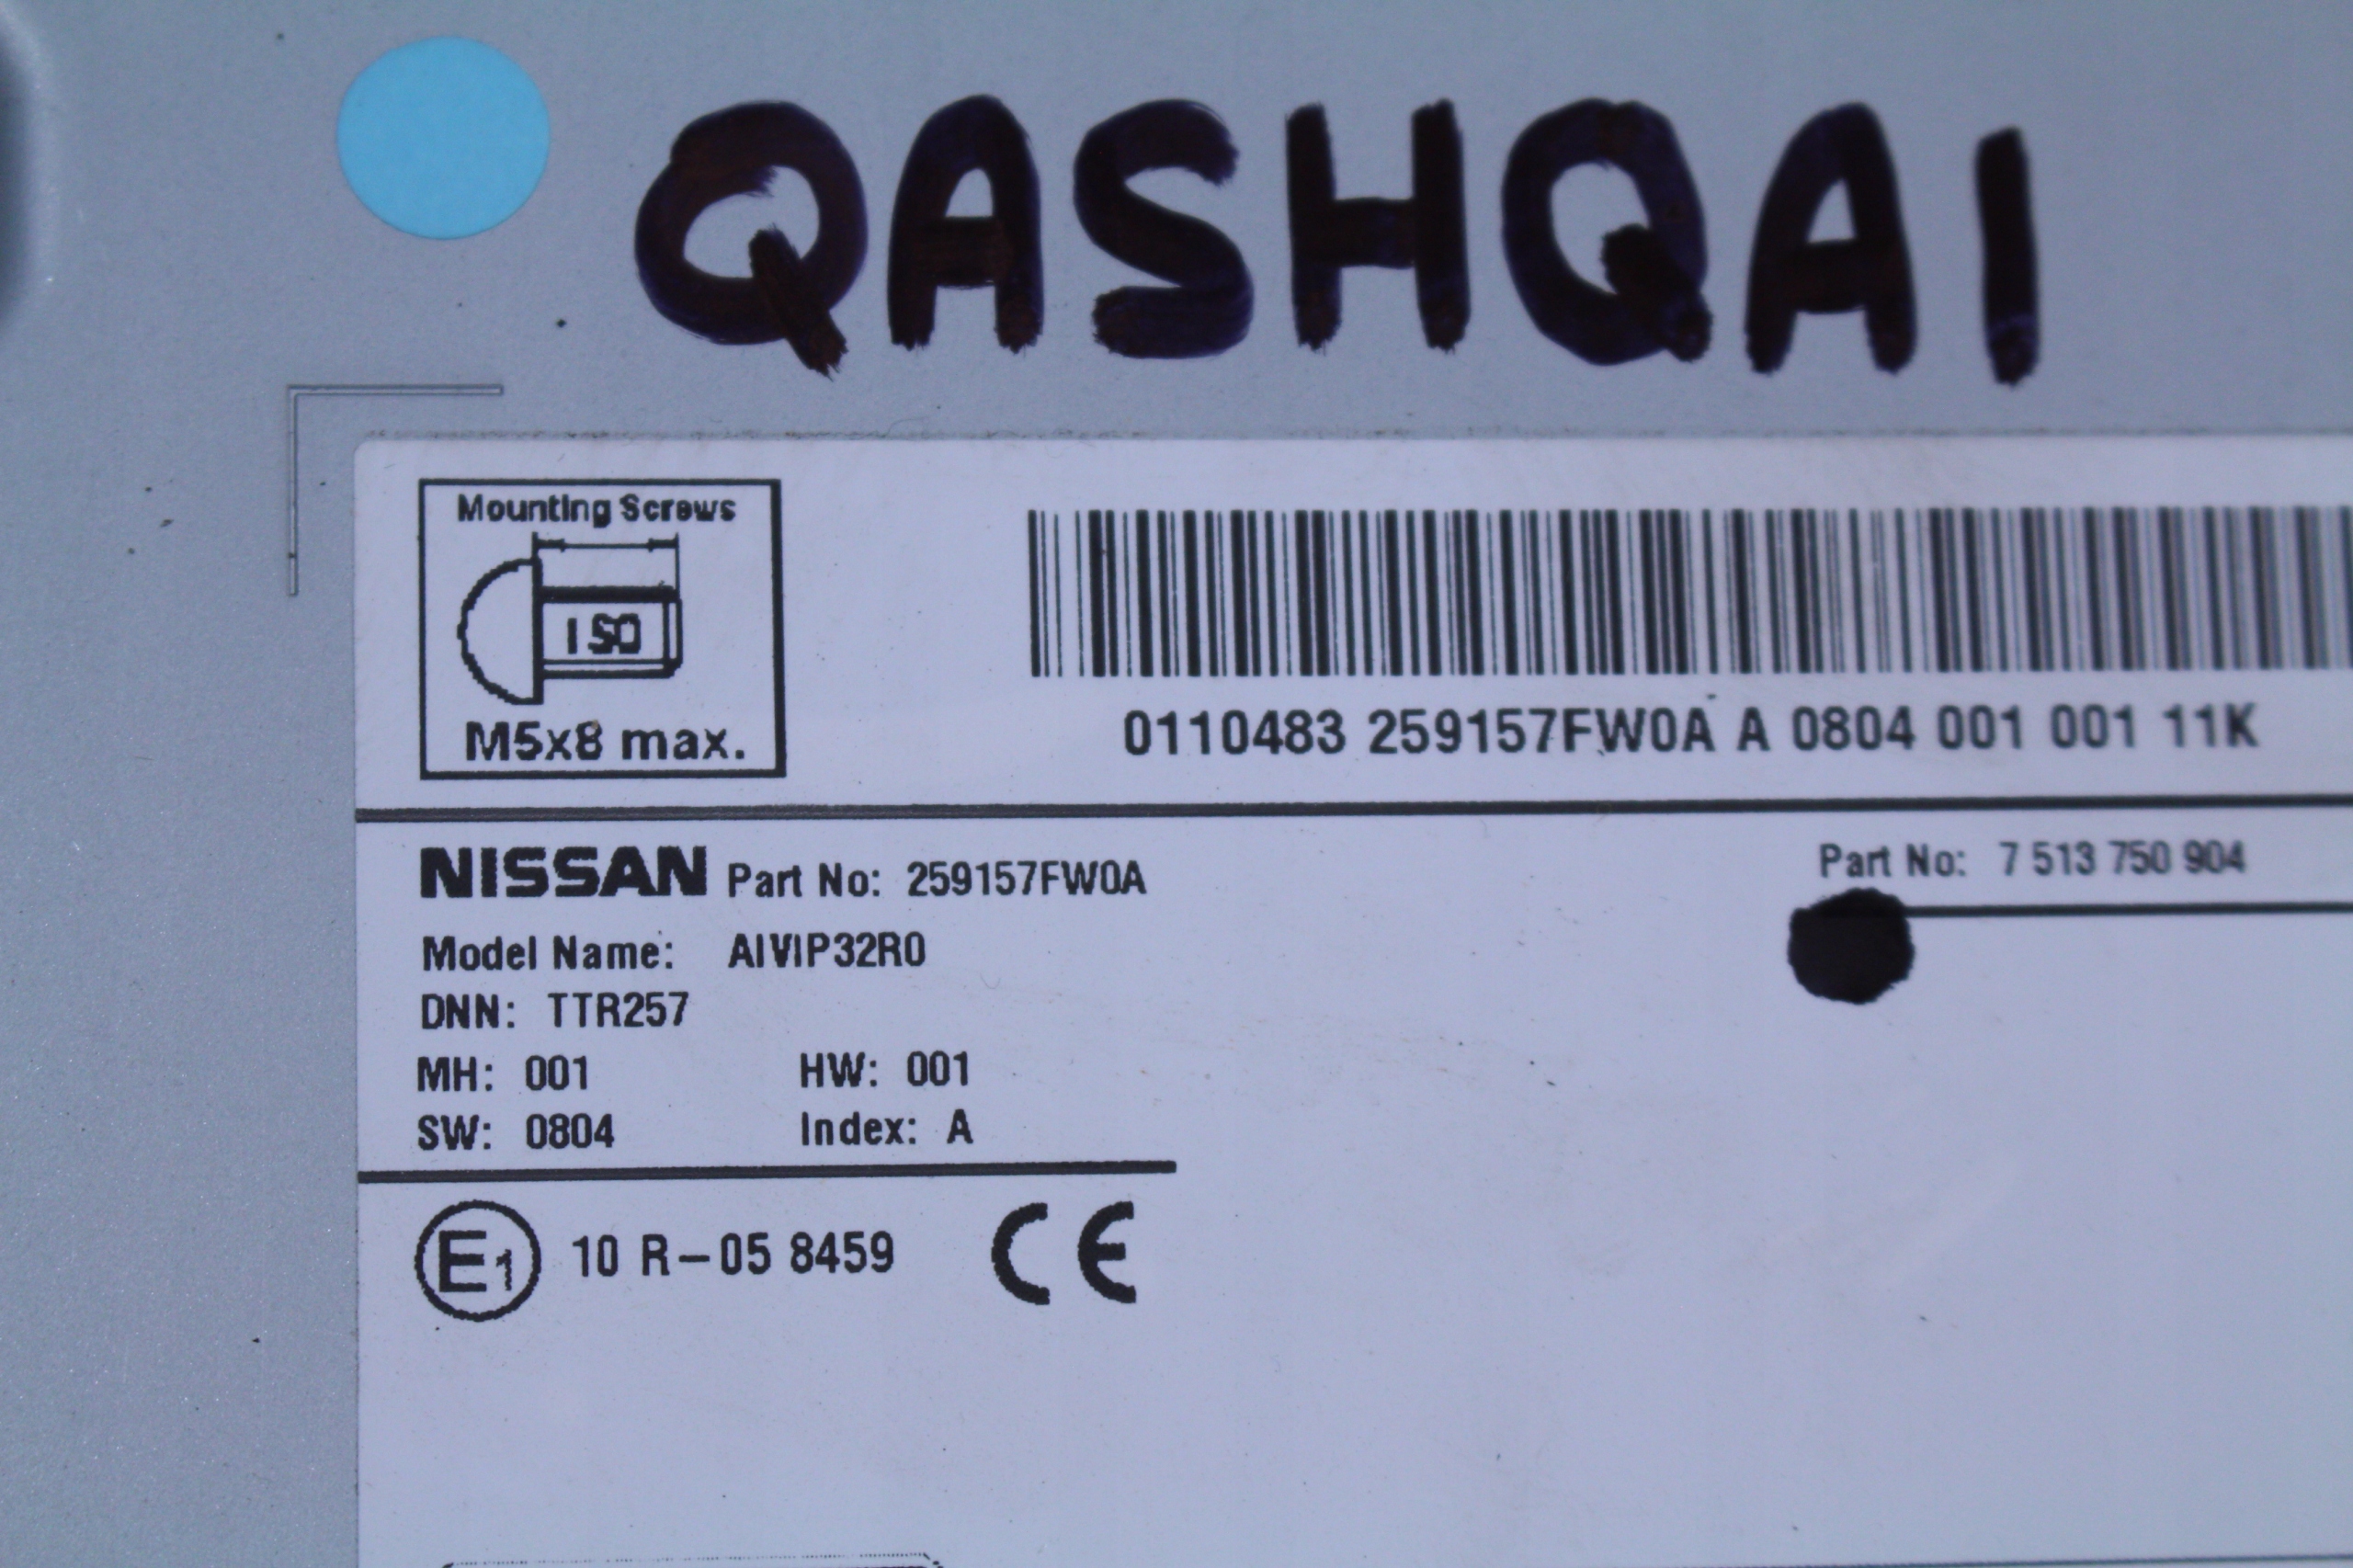 QASHQAI
Mounting Screws
ISO
M5x8 max.
0110483 259157FW0A A 0804 001 001 11K
NISSAN Part No: 259157FW0A
Part No: 7 513 750 904
Model Name: AIVIP32R0
DNN: TTR257
MH: 001 HW: 001
SW: 0804 Index: A
E1 10 R-05 8459 CE